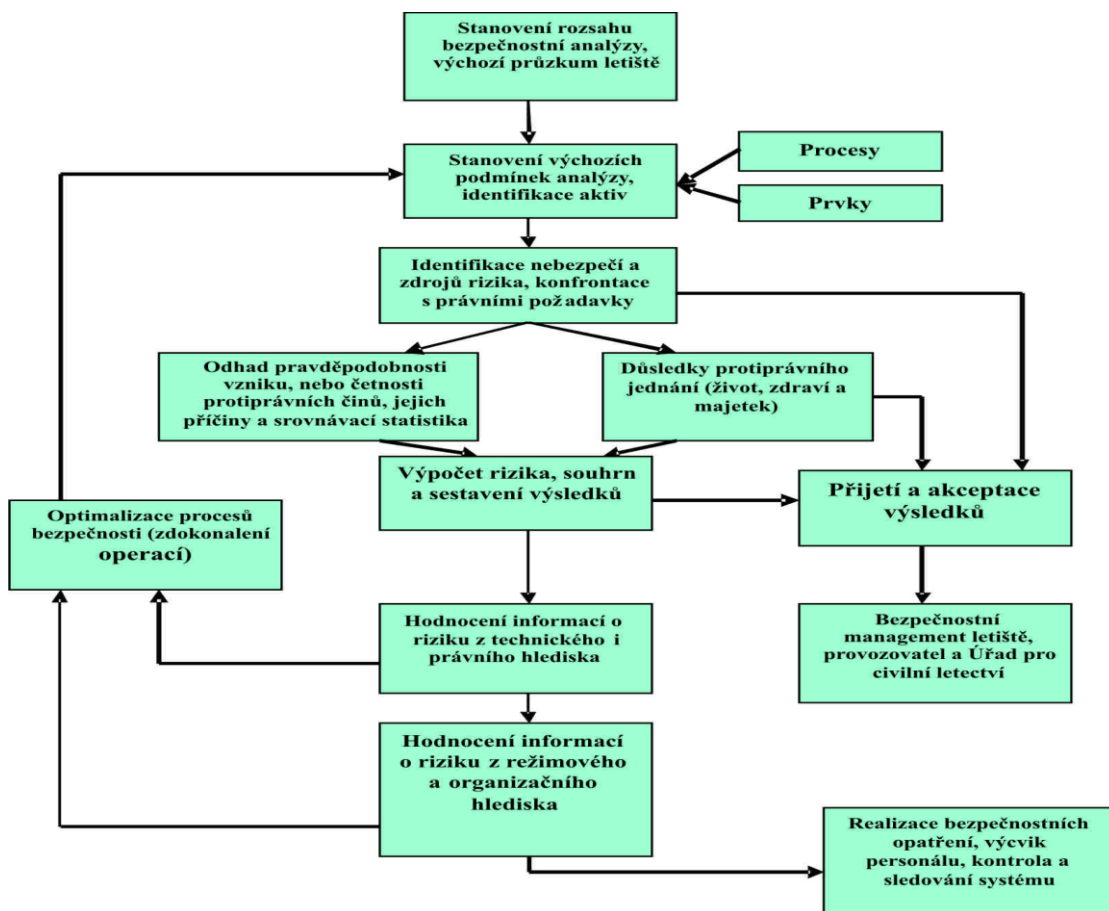 Stanovení rozsahu
bezpečnostní analýzy,
výchozí průzkum letiště
Stanovení výchozích
podmínek analýzy,
identifikace aktiv
Procesy
Prvky
Identifikace nebezpečí a
zdrojů rizika, konfrontace
s právními požadavky
Odhad pravděpodobnosti
vzniku, nebo četnosti
protiprávních činů, jejich
příčiny a srovnávací statistika
Důsledky protiprávního
jednání (život, zdraví a
majetek)
Výpočet rizika, souhrn
a sestavení výsledků
Přijetí a akceptace
výsledků
Optimalizace procesů
bezpečnosti (zdokonalení
operací)
Hodnocení informací o
riziku z technického i
právního hlediska
Bezpečnostní
management letiště,
provozovatel a Úřad pro
civilní letectví
Hodnocení informací
o riziku z režimového
a organizačního
hlediska
Realizace bezpečnostních
opatření, výcvik
personálu, kontrola a
sledování systému